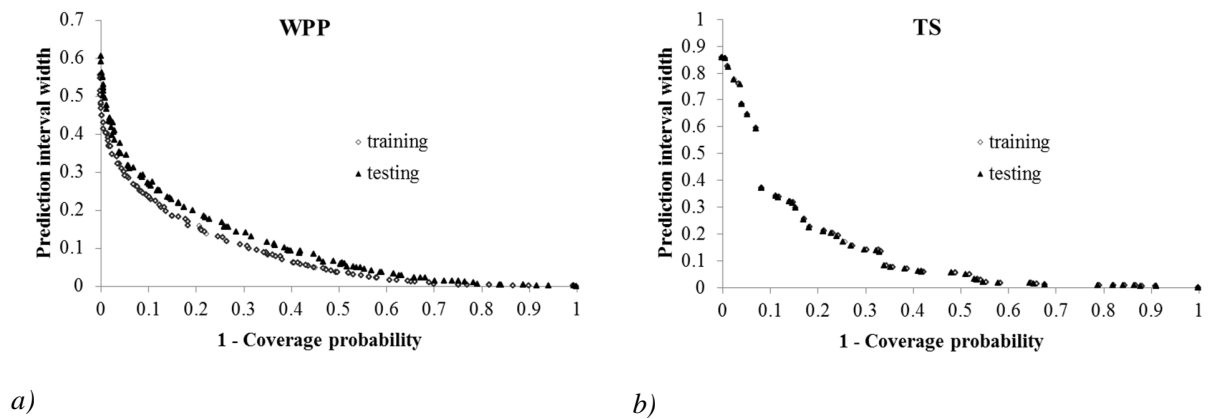 WPP
Prediction interval width
0.7
0.6
0.5
0.4
0.3
0.2
0.1
0
training
testing
0 0.1 0.2 0.3 0.4 0.5 0.6 0.7 0.8 0.9 1
1 - Coverage probability
a)
TS
Prediction interval width
1
0.9
0.8
0.7
0.6
0.5
0.4
0.3
0.2
0.1
0
training
testing
0 0.1 0.2 0.3 0.4 0.5 0.6 0.7 0.8 0.9 1
1 - Coverage probability
b)